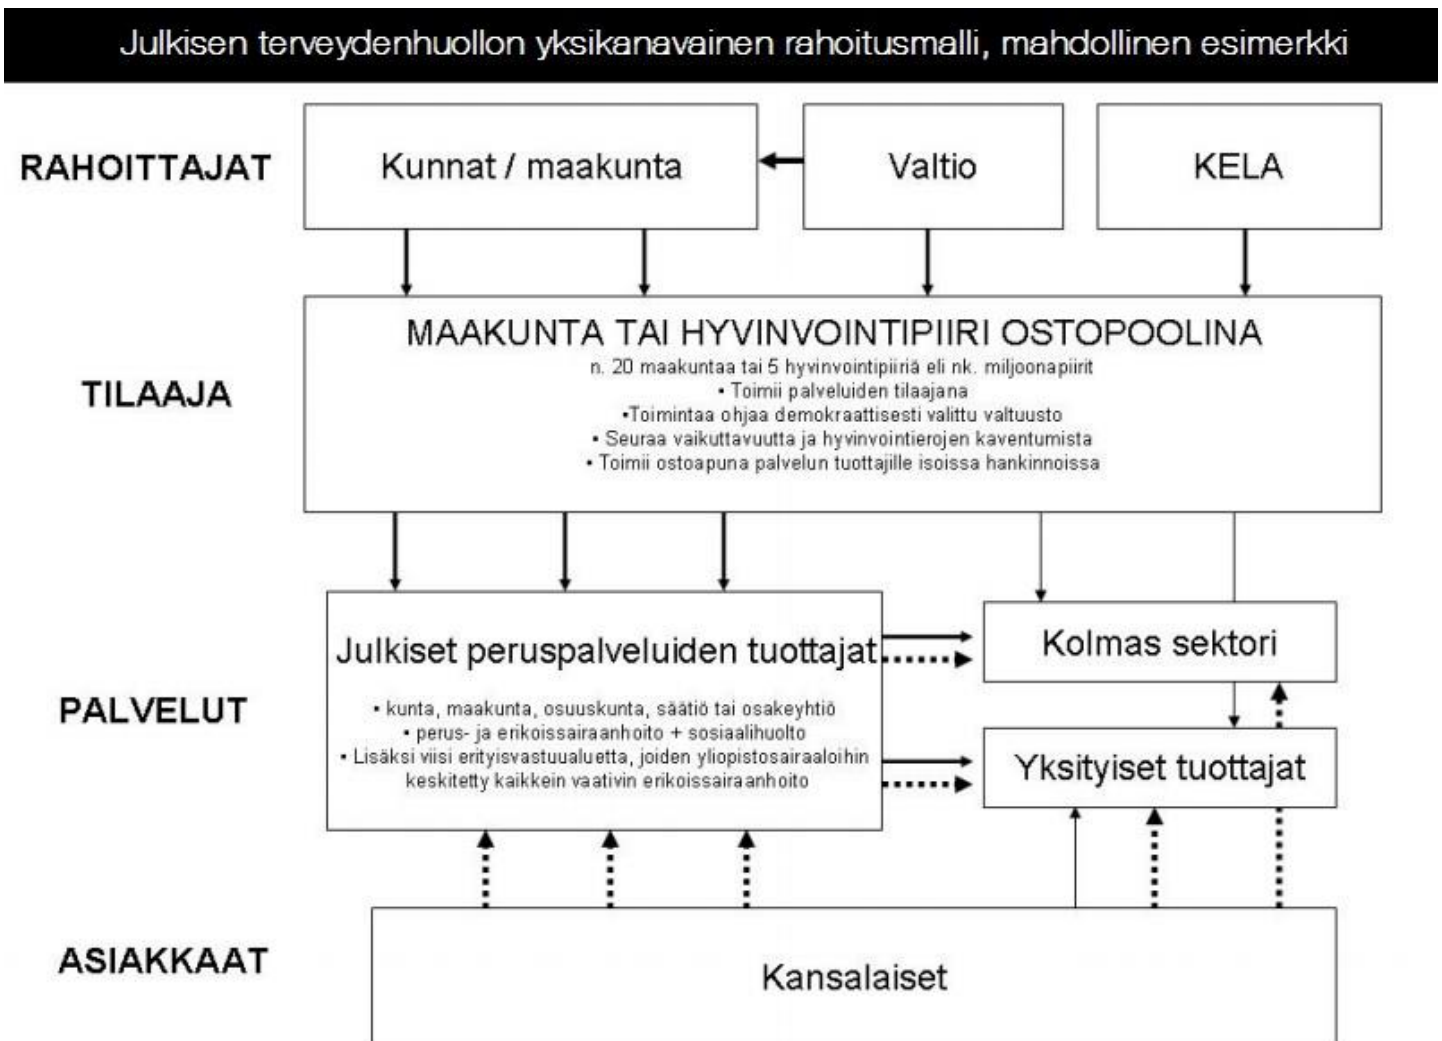 Julkisen terveydenhuollon yksikanavainen rahoitusmalli, mahdollinen esimerkki
RAHOITTAJAT
Kunnat / maakunta
Valtio
KELA
TILAAJA
MAAKUNTA TAI HYVINVOINTIPIIRI OSTOPOOLINA
n. 20 maakuntaa tai 5 hyvinvointipiiriä eli nk. miljoonapiirit
• Toimii palveluiden tilaajana
•Toimintaa ohjaa demokraattisesti valittu valtuusto
• Seuraa vaikuttavuutta ja hyvinvointierojen kaventumista
• Toimii ostoapuna palvelun tuottajille isoissa hankinnoissa
PALVELUT
Julkiset peruspalveluiden tuottajat
• kunta, maakunta, osuuskunta, säätiö tai osakeyhtiö
• perus- ja erikoissairaanhoito + sosiaalihuolto
• Lisäksi viisi erityisvastuualuetta, joiden yliopistosairaaloihin
keskitetty kaikkein vaativin erikoissairaanhoito
Kolmas sektori
Yksityiset tuottajat
ASIAKKAAT
Kansalaiset